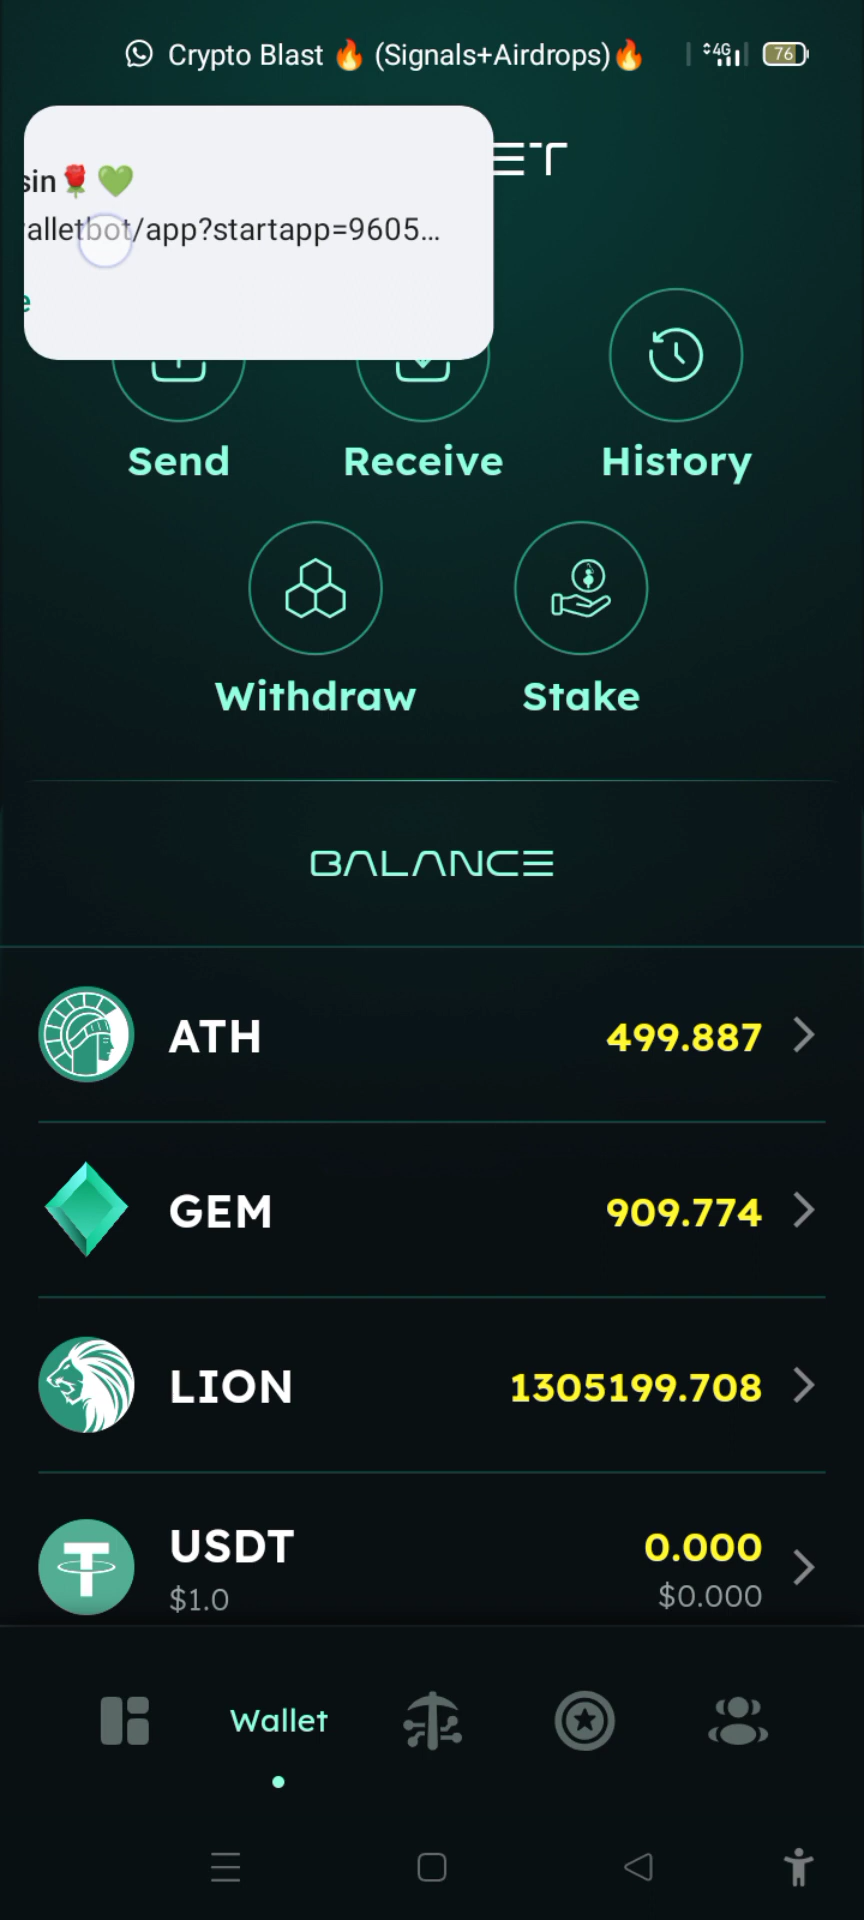 Crypto Blast 🔥 (Signals+Airdrops)🔥 4G 76
sin🌹💚
alletbot/app?startapp=9605...
Send Receive History
Withdraw Stake
BALANCE
ATH 499.887
GEM 909.774
LION 1305199.708
USDT 0.000
$1.0 $0.000
Wallet